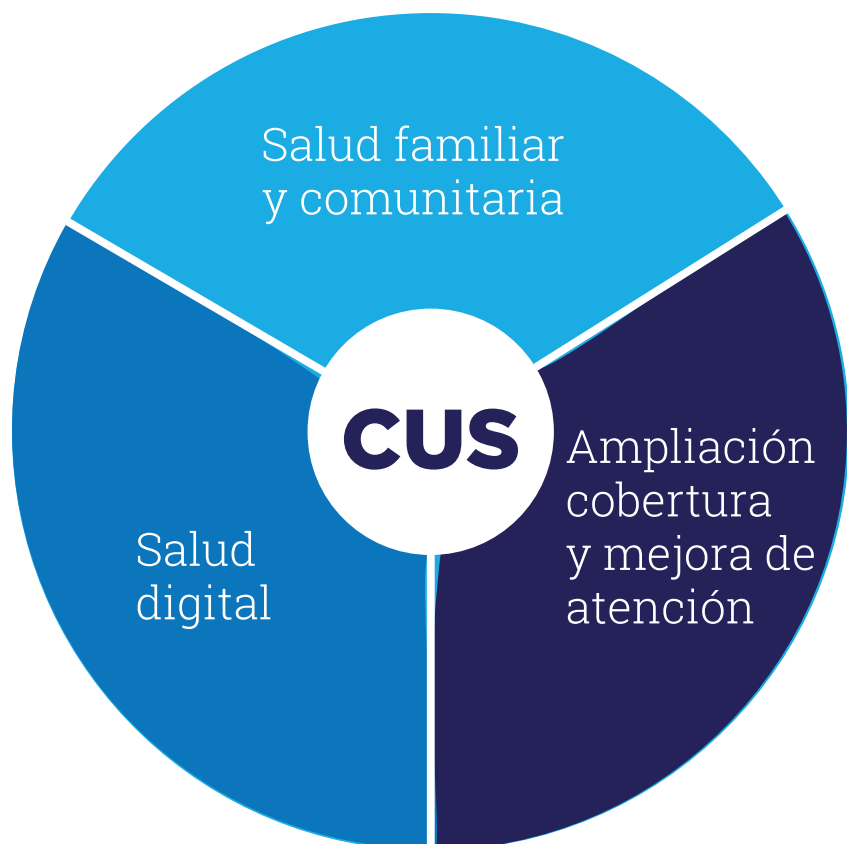 Salud familiar
y comunitaria
CUS
Ampliación
cobertura
y mejora de
atención
Salud
digital